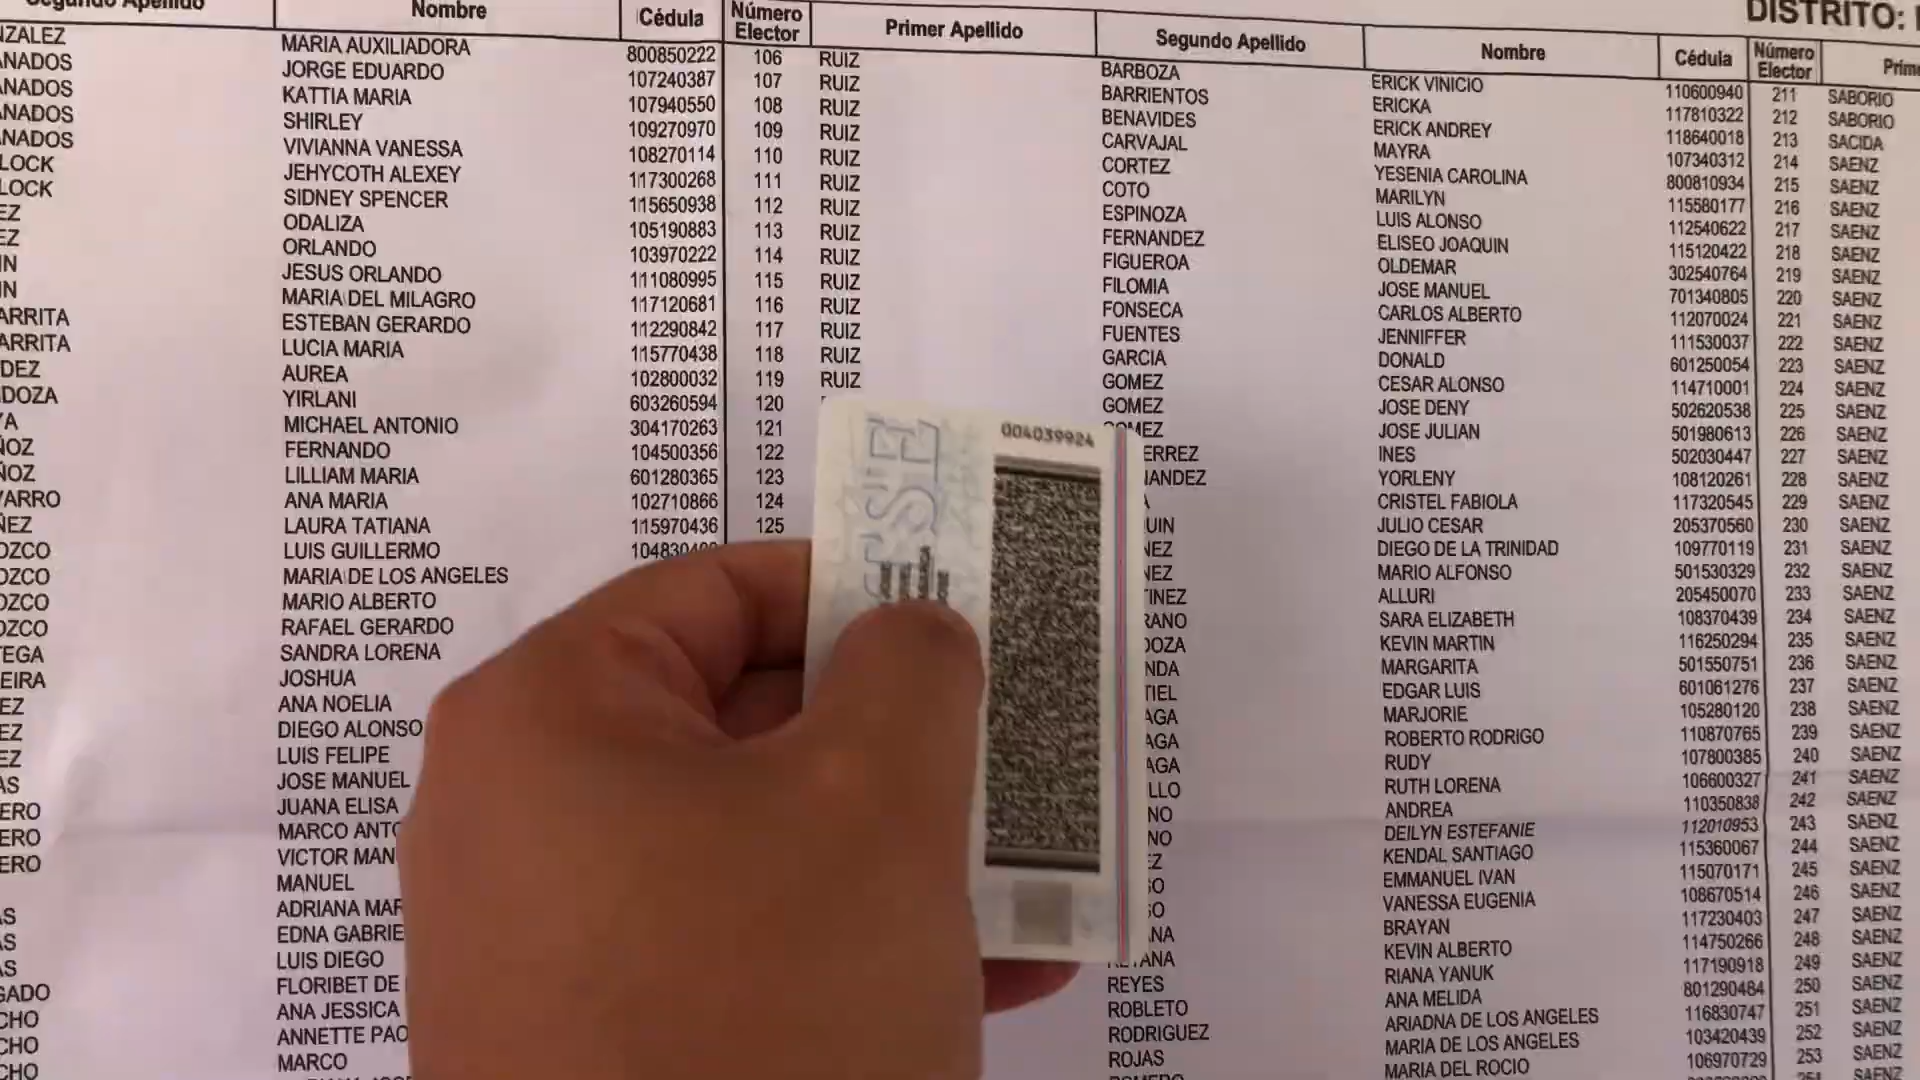 Segundo Apellido Nombre Cédula Número Elector Primer Apellido Segundo Apellido Nombre Cédula Número Elector
DISTRITO:
NZALEZ MARIA AUXILIADORA 800850222
ANADOS JORGE EDUARDO 107240387
ANADOS KATTIA MARIA 107940550
ANADOS SHIRLEY 109270970
ANADOS VIVIANNA VANESSA 108270114
LOCK JEHYCOTH ALEXEY 117300268
LOCK SIDNEY SPENCER 115650938
EZ ODALIZA 105190883
EZ ORLANDO 103970222
IN JESUS ORLANDO 111080995
IN MARIA DEL MILAGRO 117120681
ARRITA ESTEBAN GERARDO 112290842
ARRITA LUCIA MARIA 115770438
DEZ AUREA 102800032
DOZA YIRLANI 603260594
YA MICHAEL ANTONIO 304170263
ÑOZ FERNANDO 104500356
ÑOZ LILLIAM MARIA 601280365
VARRO ANA MARIA 102710866
ÑEZ LAURA TATIANA 115970436
OZCO LUIS GUILLERMO
OZCO MARIA DE LOS ANGELES
OZCO MARIO ALBERTO
OZCO RAFAEL GERARDO
TEGA SANDRA LORENA
EIRA JOSHUA
EZ ANA NOELIA
EZ DIEGO ALONSO
EZ LUIS FELIPE
AS JOSE MANUEL
ERO JUANA ELISA
ERO MARCO ANTO
ERO VICTOR MAN
MANUEL
AS ADRIANA MAR
AS EDNA GABRIE
AS LUIS DIEGO
GADO FLORIBET DE
CHO ANA JESSICA
CHO ANNETTE PAO
CHO MARCO
106 RUIZ BARBOZA ERICK VINICIO 110600940
107 RUIZ BARRIENTOS ERICKA 117810322
108 RUIZ BENAVIDES ERICK ANDREY 118640018
109 RUIZ CARVAJAL MAYRA 107340312
110 RUIZ CORTEZ YESENIA CAROLINA 800810934
111 RUIZ COTO MARILYN 115580177
112 RUIZ ESPINOZA LUIS ALONSO 112540622
113 RUIZ FERNANDEZ ELISEO JOAQUIN 115120422
114 RUIZ FIGUEROA OLDEMAR 302540764
115 RUIZ FILOMIA JOSE MANUEL 701340805
116 RUIZ FONSECA CARLOS ALBERTO 112070024
117 RUIZ FUENTES JENNIFFER 111530037
118 RUIZ GARCIA DONALD 601250054
119 RUIZ GOMEZ CESAR ALONSO 114710001
120 GOMEZ JOSE DENY 502620538
121 GOMEZ JOSE JULIAN 501980613
122 ERREZ INES 502030447
123 NANDEZ YORLENY 108120261
124 CRISTEL FABIOLA 117320545
125 UIN JULIO CESAR 205370560
NEZ DIEGO DE LA TRINIDAD 109770119
NEZ MARIO ALFONSO 501530329
TINEZ ALLURI 205450070
RANO SARA ELIZABETH 108370439
DOZA KEVIN MARTIN 116250294
NDA MARGARITA 501550751
TIEL EDGAR LUIS 601061276
AGA MARJORIE 105280120
AGA ROBERTO RODRIGO 110870765
AGA RUDY 107800385
LLO RUTH LORENA 106600327
NO ANDREA 110350838
NO DEILYN ESTEFANIE 112010953
EZ KENDAL SANTIAGO 115360067
SO EMMANUEL IVAN 115070171
SO VANESSA EUGENIA 108670514
ANA BRAYAN 117230403
KEVIN ALBERTO 114750266
REYES RIANA YANUK 117190918
ROBLETO ANA MELIDA 801290484
RODRIGUEZ ARIADNA DE LOS ANGELES 116830747
ROJAS MARIA DE LOS ANGELES 103420439
MARIA DEL ROCIO 106970729
211 SABORIO
212 SABORIO
213 SACIDA
214 SAENZ
215 SAENZ
216 SAENZ
217 SAENZ
218 SAENZ
219 SAENZ
220 SAENZ
221 SAENZ
222 SAENZ
223 SAENZ
224 SAENZ
225 SAENZ
226 SAENZ
227 SAENZ
228 SAENZ
229 SAENZ
230 SAENZ
231 SAENZ
232 SAENZ
233 SAENZ
234 SAENZ
235 SAENZ
236 SAENZ
237 SAENZ
238 SAENZ
239 SAENZ
240 SAENZ
241 SAENZ
242 SAENZ
243 SAENZ
244 SAENZ
245 SAENZ
246 SAENZ
247 SAENZ
248 SAENZ
249 SAENZ
250 SAENZ
251 SAENZ
252 SAENZ
253 SAENZ
004039924
TSE